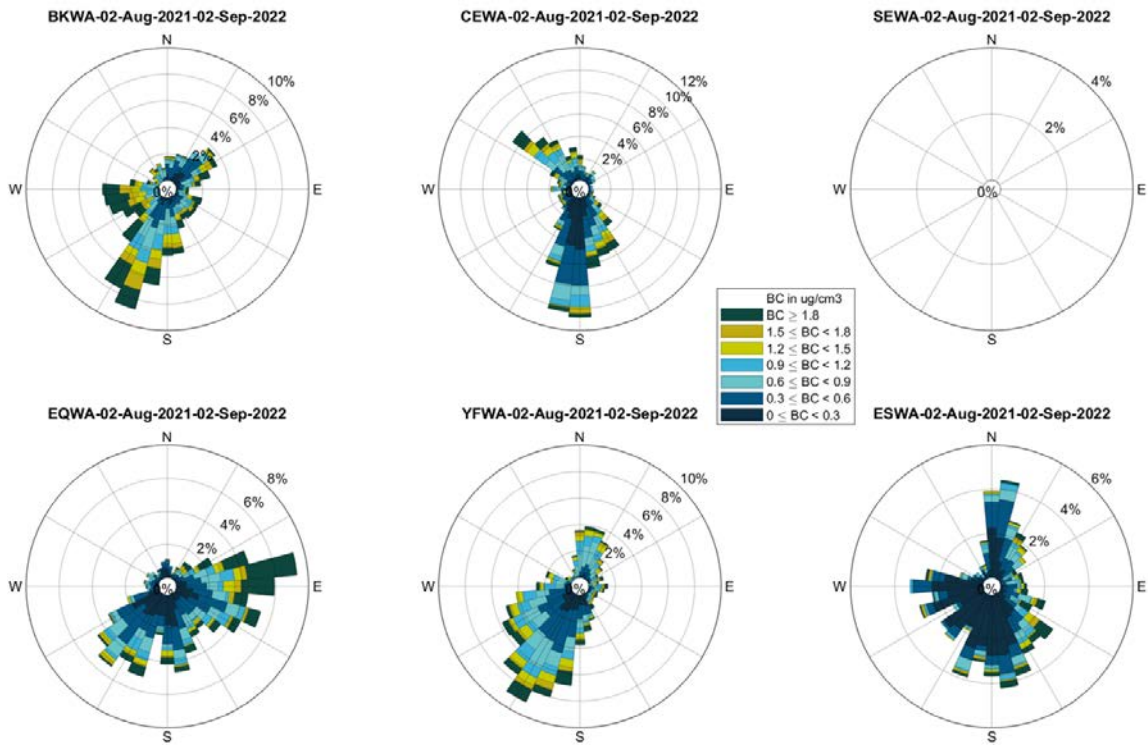 BKWA-02-Aug-2021-02-Sep-2022
N
10%
8%
6%
4%
2%
0%
W
E
S
CEWA-02-Aug-2021-02-Sep-2022
N
12%
10%
8%
6%
4%
2%
W
E
S
SEWA-02-Aug-2021-02-Sep-2022
N
4%
2%
0%
W
E
S
BC in ug/cm3
BC ≥ 1.8
1.5 ≤ BC < 1.8
1.2 ≤ BC < 1.5
0.9 ≤ BC < 1.2
0.6 ≤ BC < 0.9
0.3 ≤ BC < 0.6
0 ≤ BC < 0.3
EQWA-02-Aug-2021-02-Sep-2022
N
8%
6%
4%
2%
%
W
E
S
YFWA-02-Aug-2021-02-Sep-2022
N
10%
8%
6%
4%
2%
%
W
E
S
ESWA-02-Aug-2021-02-Sep-2022
N
6%
4%
2%
%
W
E
S